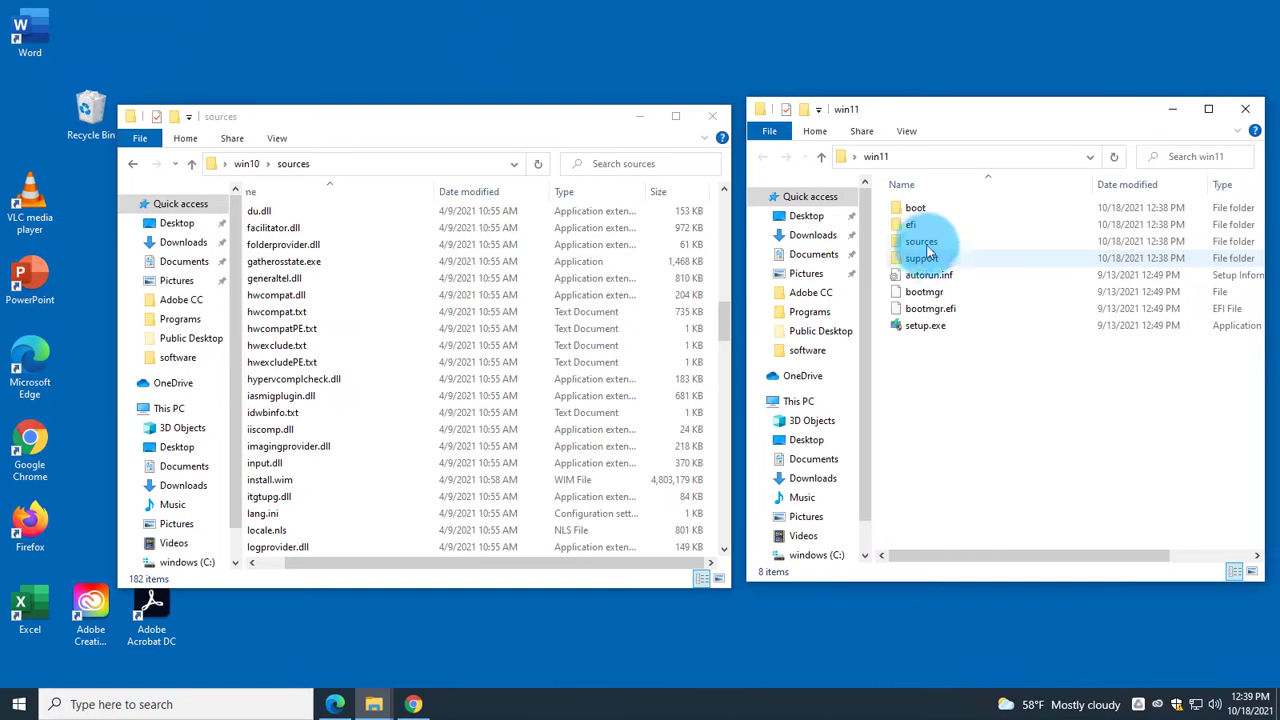 Word
Recycle Bin
VLC media
player
PowerPoint
Microsoft
Edge
Google
Chrome
Firefox
Excel
Adobe
Creati...
Adobe
Acrobat DC
sources
File Home Share View
win10 sources
Search sources
Quick access
Desktop
Downloads
Documents
Pictures
Adobe CC
Programs
Public Desktop
software
OneDrive
This PC
3D Objects
Desktop
Documents
Downloads
Music
Pictures
Videos
windows (C:)
ne Date modified Type Size
du.dll 4/9/2021 10:55 AM Application exten... 153 KB
facilitator.dll 4/9/2021 10:55 AM Application exten... 972 KB
folderprovider.dll 4/9/2021 10:55 AM Application exten... 61 KB
gatherosstate.exe 4/9/2021 10:55 AM Application 1,468 KB
generaltel.dll 4/9/2021 10:55 AM Application exten... 810 KB
hwcompat.dll 4/9/2021 10:55 AM Application exten... 204 KB
hwcompat.txt 4/9/2021 10:55 AM Text Document 735 KB
hwcompatPE.txt 4/9/2021 10:55 AM Text Document 1 KB
hwexclude.txt 4/9/2021 10:55 AM Text Document 1 KB
hwexcludePE.txt 4/9/2021 10:55 AM Text Document 1 KB
hypervcomplcheck.dll 4/9/2021 10:55 AM Application exten... 183 KB
iasmigplugin.dll 4/9/2021 10:55 AM Application exten... 681 KB
idwbinfo.txt 4/9/2021 10:55 AM Text Document 1 KB
iiscomp.dll 4/9/2021 10:55 AM Application exten... 24 KB
imagingprovider.dll 4/9/2021 10:55 AM Application exten... 218 KB
input.dll 4/9/2021 10:55 AM Application exten... 370 KB
install.wim 4/9/2021 10:58 AM WIM File 4,803,179 KB
itgtupg.dll 4/9/2021 10:55 AM Application exten... 84 KB
lang.ini 4/9/2021 10:55 AM Configuration sett... 1 KB
locale.nls 4/9/2021 10:55 AM NLS File 801 KB
logprovider.dll 4/9/2021 10:55 AM Application exten... 149 KB
182 items
win11
File Home Share View
win11
Search win11
Quick access
Desktop
Downloads
Documents
Pictures
Adobe CC
Programs
Public Desktop
software
OneDrive
This PC
3D Objects
Desktop
Documents
Downloads
Music
Pictures
Videos
windows (C:)
Name Date modified Type
boot 10/18/2021 12:38 PM File folder
efi 10/18/2021 12:38 PM File folder
sources 10/18/2021 12:38 PM File folder
support 10/18/2021 12:38 PM File folder
autorun.inf 9/13/2021 12:49 PM Setup Inform
bootmgr 9/13/2021 12:49 PM File
bootmgr.efi 9/13/2021 12:49 PM EFI File
setup.exe 9/13/2021 12:49 PM Application
8 items
Type here to search
58°F Mostly cloudy
12:39 PM
10/18/2021